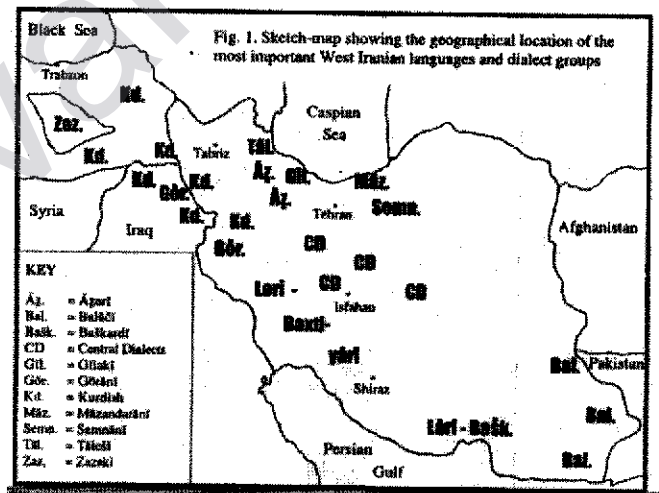 Fig. 1. Sketch-map showing the geographical location of the
most important West Iranian languages and dialect groups
Black Sea
Trabzon
Kd.
Zaz.
Kd.
Kd.
Tabriz
Tāl.
Caspian
Sea
Āz.
Gil.
Āz.
Māz.
Semn.
Tehran
Syria
Kd.
Kd.
Gōr.
Kd.
Iraq
Kd.
Gōr.
CD
CD
CD
CD
Lori -
Isfahan
Baxti-
yārī
Shiraz
Afghanistan
Pakistan
Bal.
Bal.
Bal.
Lārī - Bašk.
Persian
Gulf
KEY
Āz. = Āzarī
Bal. = Balōčī
Bašk. = Baškardī
CD = Central Dialects
Gil. = Gilakī
Gōr. = Gōrānī
Kd. = Kurdish
Māz. = Māzandarānī
Semn. = Semnānī
Tāl. = Tālešī
Zaz. = Zazaki